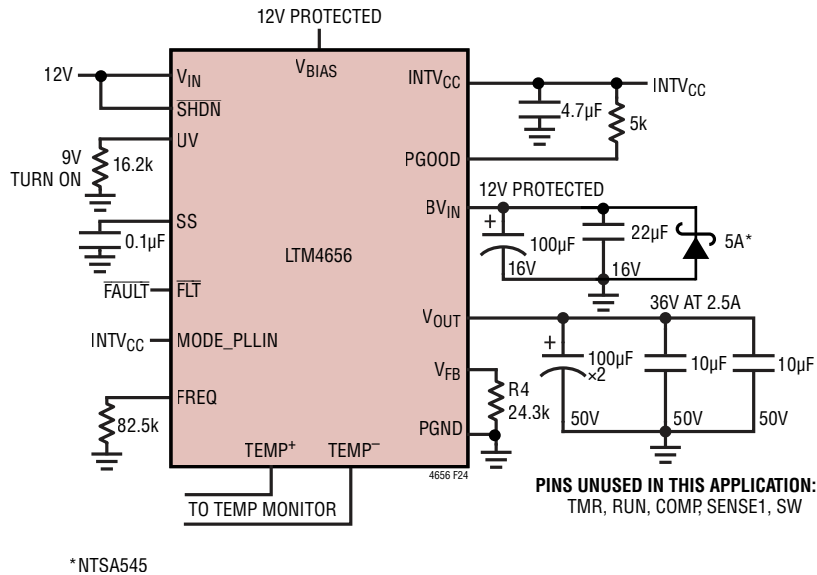 12V PROTECTED
12V
VIN
VBIAS
INTVCC
INTVCC
SHDN
4.7µF
5k
UV
9V
TURN ON
16.2k
PGOOD
12V PROTECTED
BVIN
SS
0.1µF
+
100µF
16V
22µF
16V
5A*
LTM4656
FAULT
FLT
36V AT 2.5A
VOUT
INTVCC
MODE_PLLIN
+
100µF
×2
50V
10µF
50V
10µF
50V
VFB
R4
24.3k
FREQ
82.5k
PGND
TEMP+
TEMP–
4656 F24
TO TEMP MONITOR
PINS UNUSED IN THIS APPLICATION:
TMR, RUN, COMP, SENSE1, SW
*NTSA545